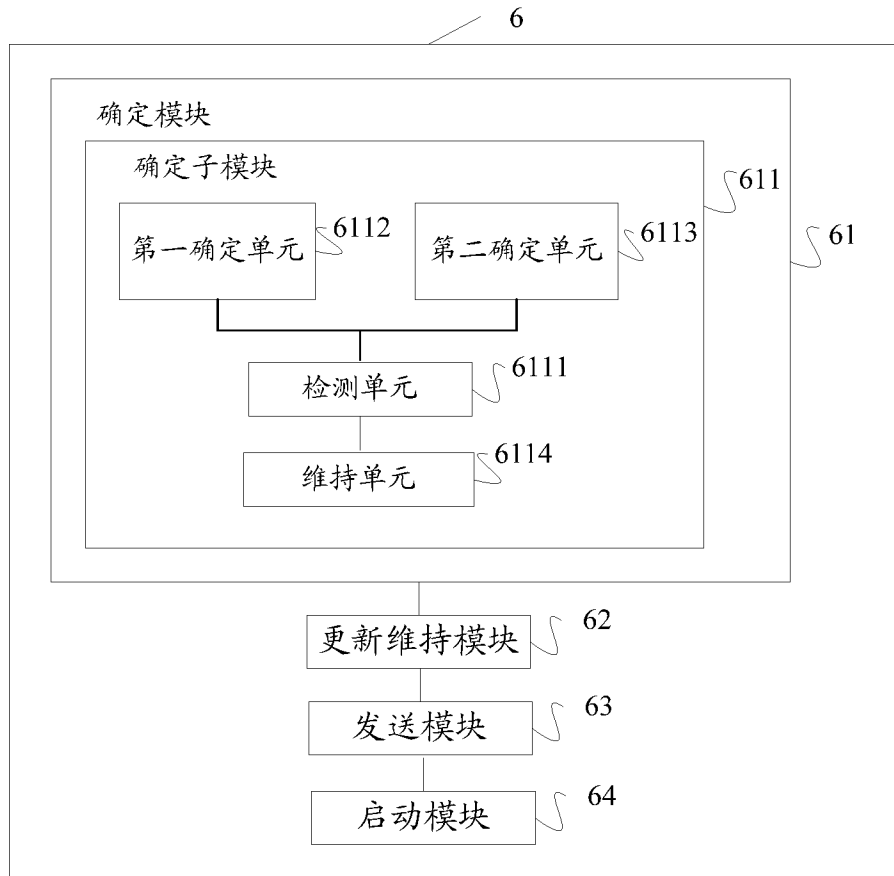 6
确定模块
确定子模块
611
第一确定单元
6112
第二确定单元
6113
61
检测单元
6111
维持单元
6114
更新维持模块
62
发送模块
63
启动模块
64